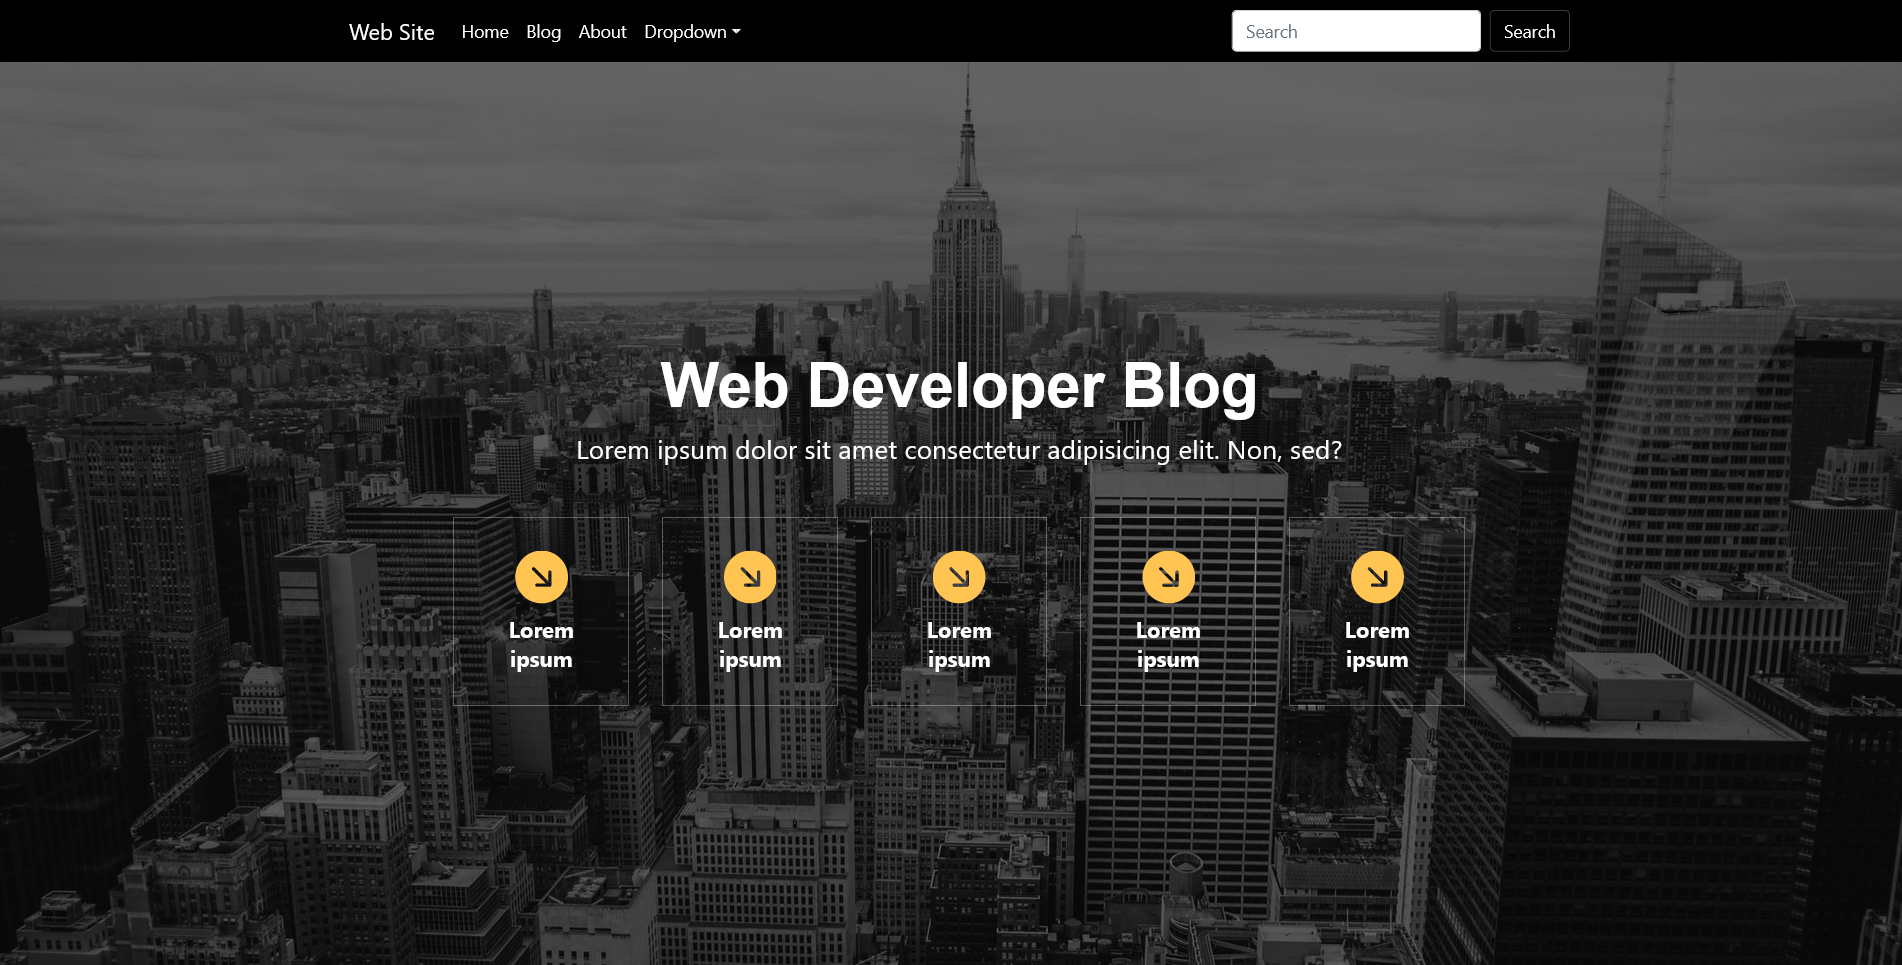 Web Site Home Blog About Dropdown Search Search
Web Developer Blog
Lorem ipsum dolor sit amet consectetur adipisicing elit. Non, sed?
Lorem ipsum
Lorem ipsum
Lorem ipsum
Lorem ipsum
Lorem ipsum